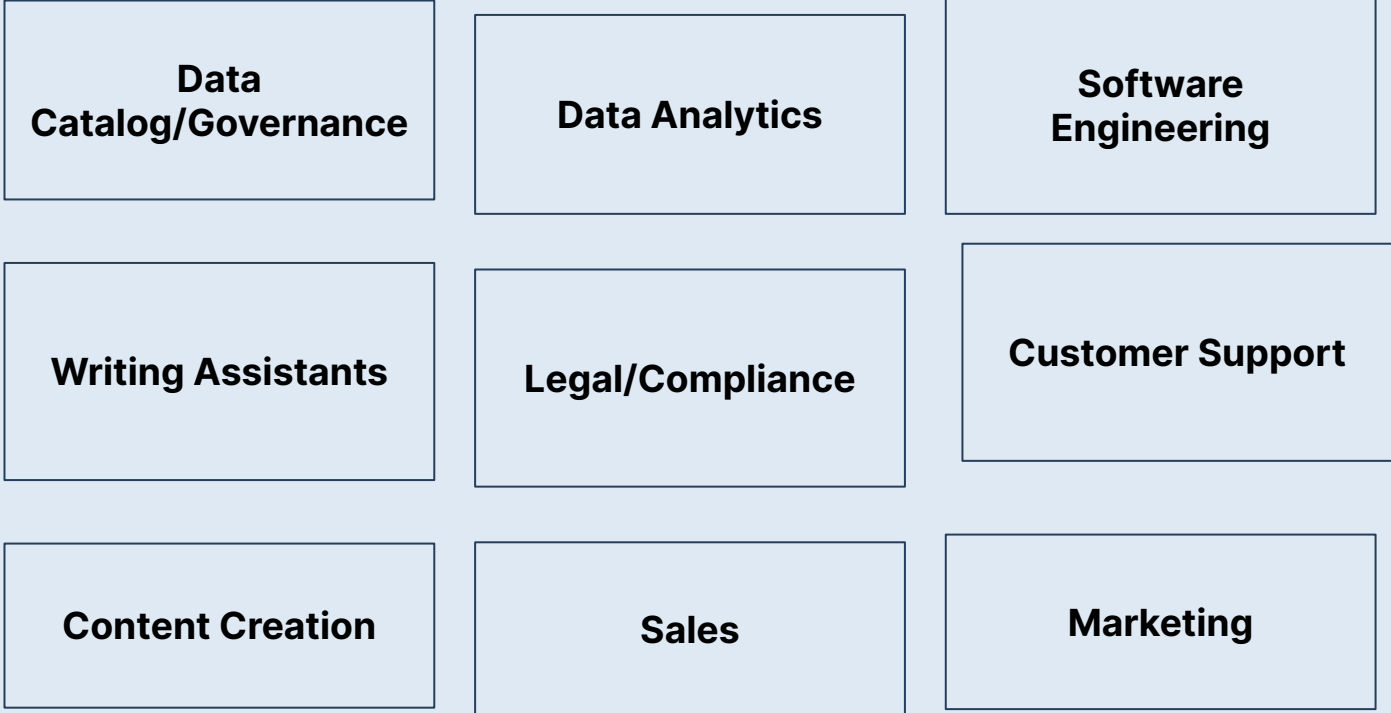 Data
Catalog/Governance
Data Analytics
Software
Engineering
Writing Assistants
Legal/Compliance
Customer Support
Content Creation
Sales
Marketing